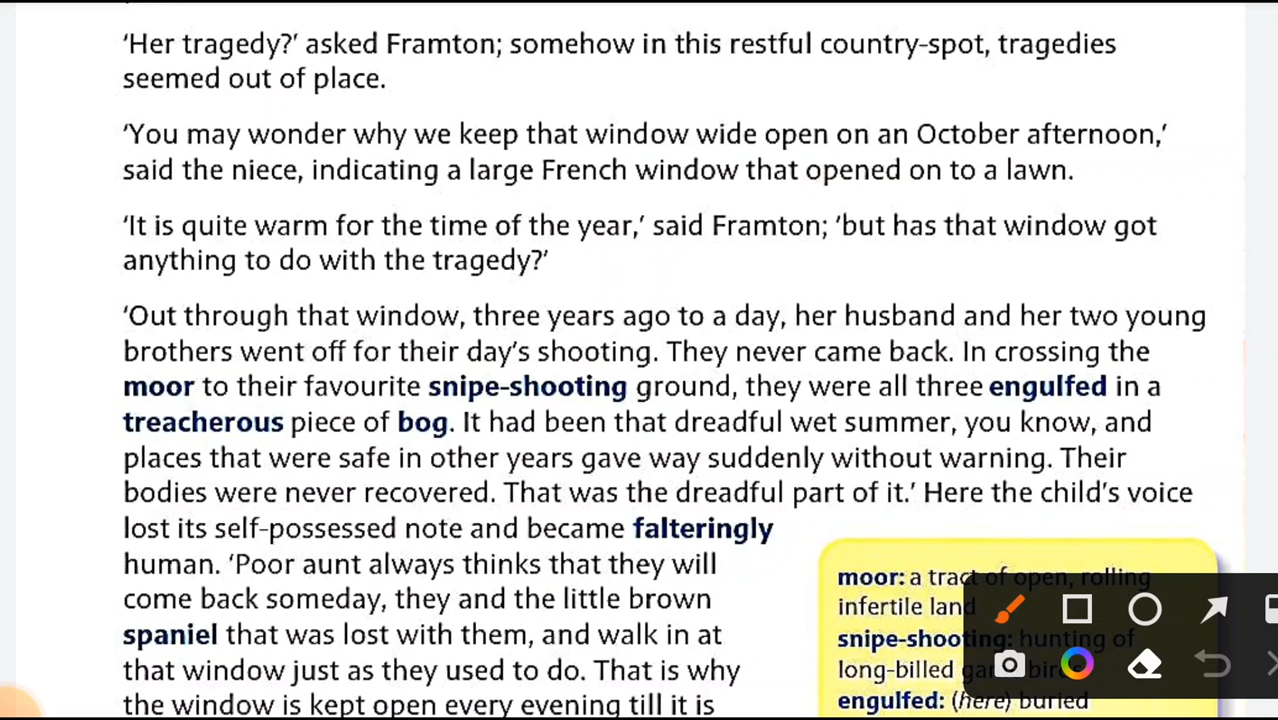 ‘Her tragedy?’ asked Framton; somehow in this restful country-spot, tragedies
seemed out of place.
‘You may wonder why we keep that window wide open on an October afternoon,’
said the niece, indicating a large French window that opened on to a lawn.
‘It is quite warm for the time of the year,’ said Framton; ‘but has that window got
anything to do with the tragedy?’
‘Out through that window, three years ago to a day, her husband and her two young
brothers went off for their day’s shooting. They never came back. In crossing the
moor to their favourite snipe-shooting ground, they were all three engulfed in a
treacherous piece of bog. It had been that dreadful wet summer, you know, and
places that were safe in other years gave way suddenly without warning. Their
bodies were never recovered. That was the dreadful part of it.’ Here the child’s voice
lost its self-possessed note and became falteringly
human. ‘Poor aunt always thinks that they will
come back someday, they and the little brown
spaniel that was lost with them, and walk in at
that window just as they used to do. That is why
the window is kept open every evening till it is
moor: a tract of open, rolling
infertile land
snipe-shooting: hunting of
long-billed game birds
engulfed: (here) buried